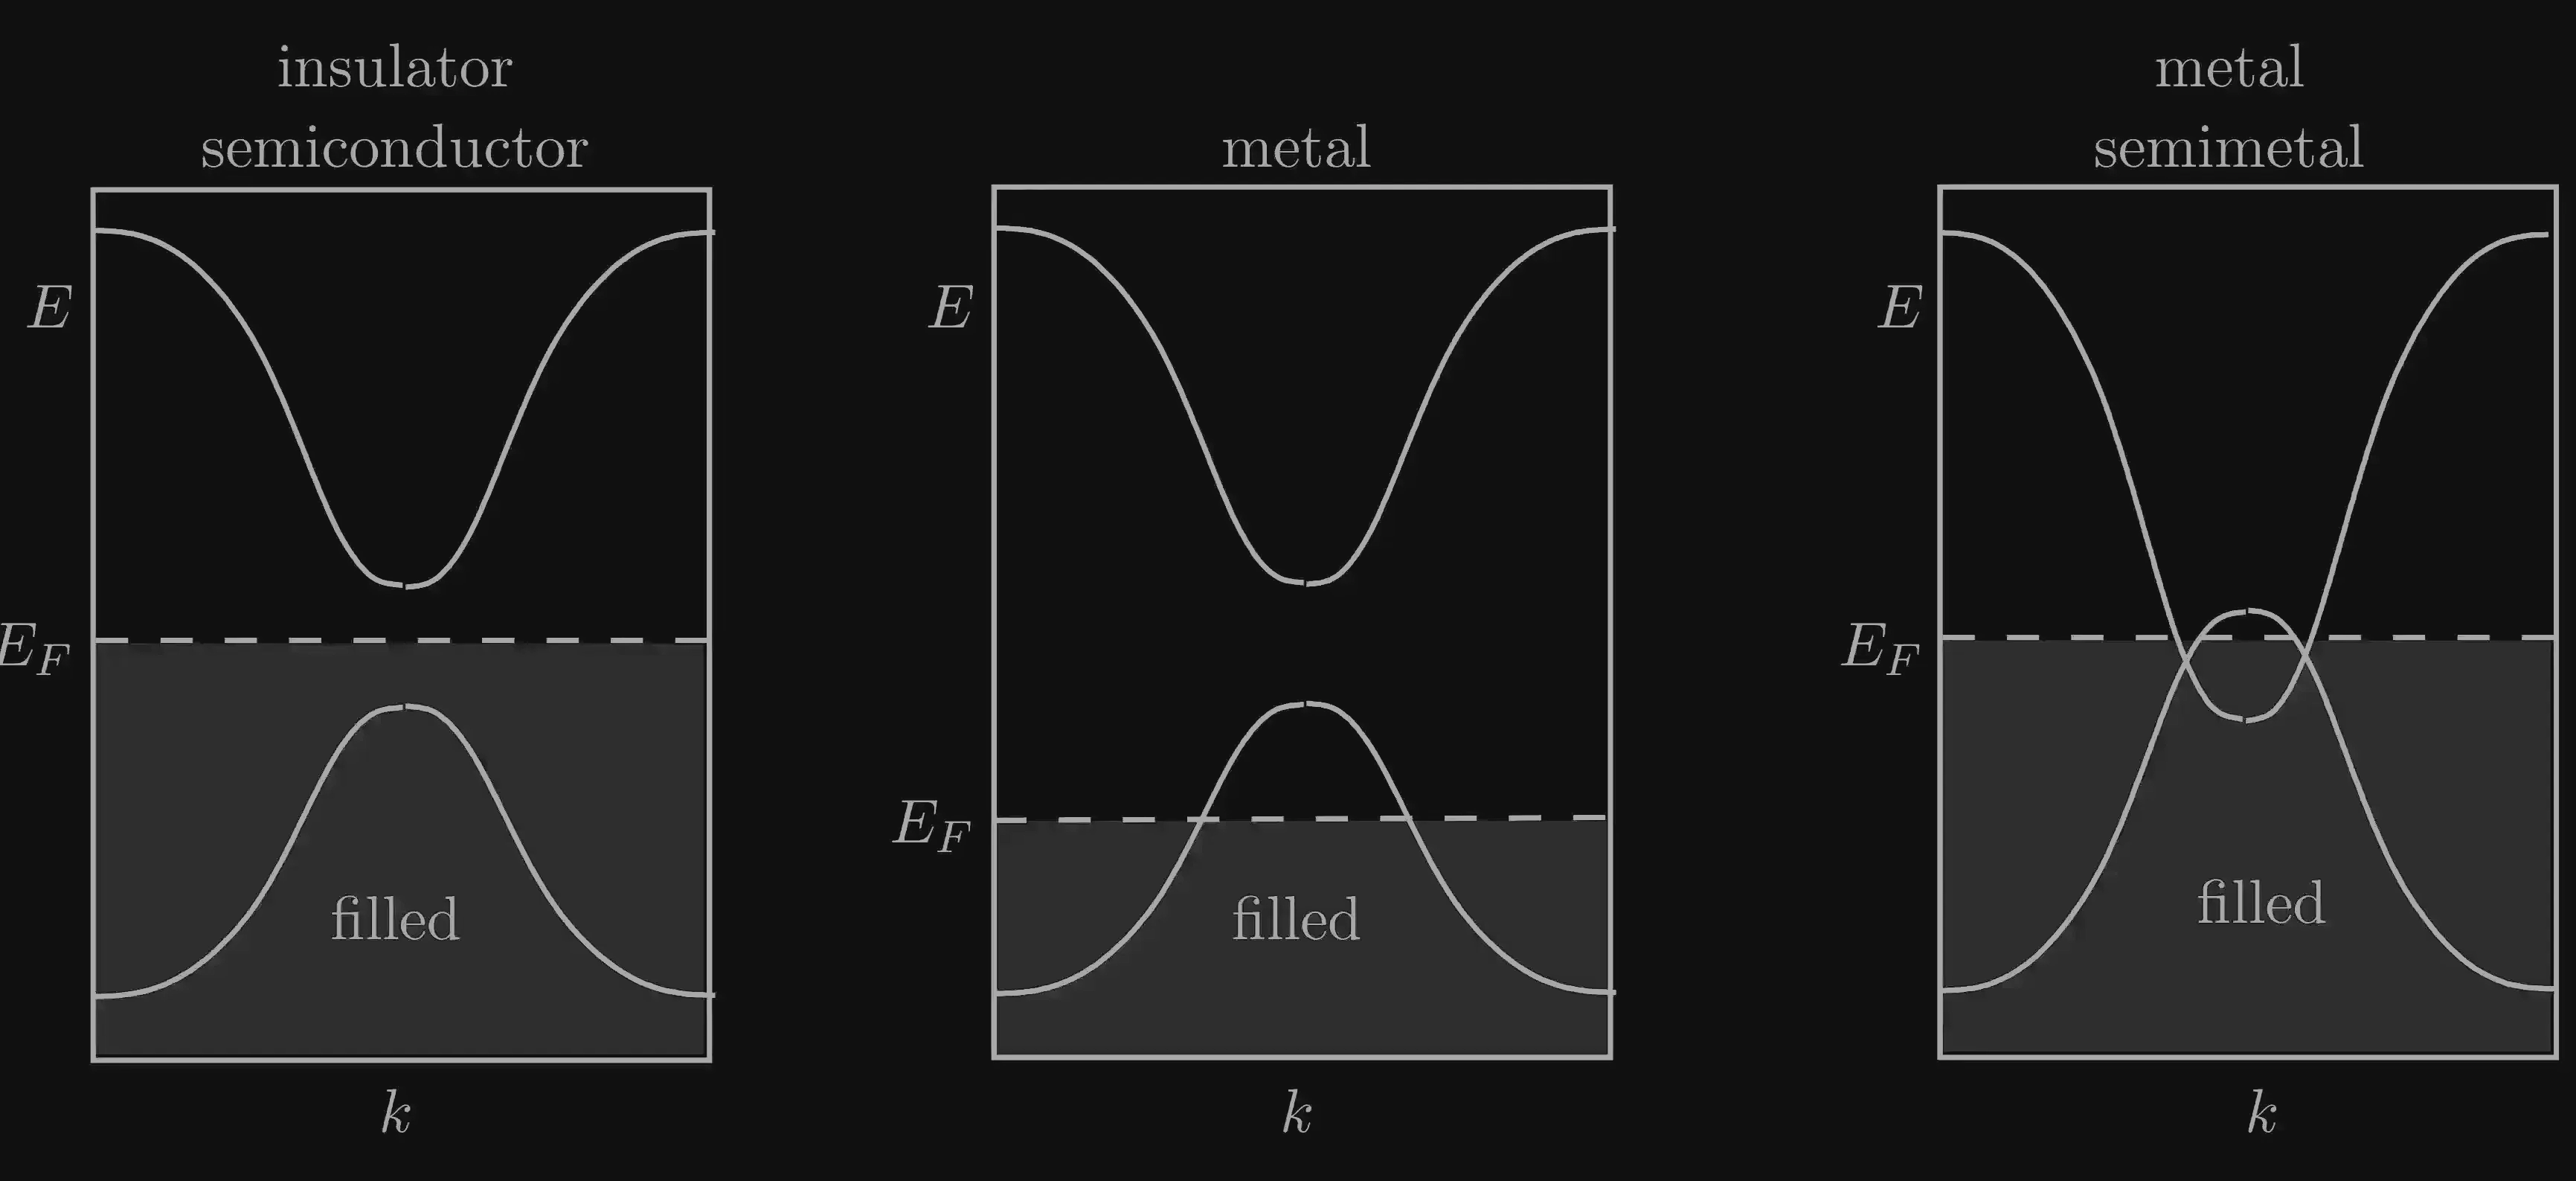 insulator
semiconductor
E
E_F
filled
k
metal
E
E_F
filled
k
metal
semimetal
E
E_F
filled
k